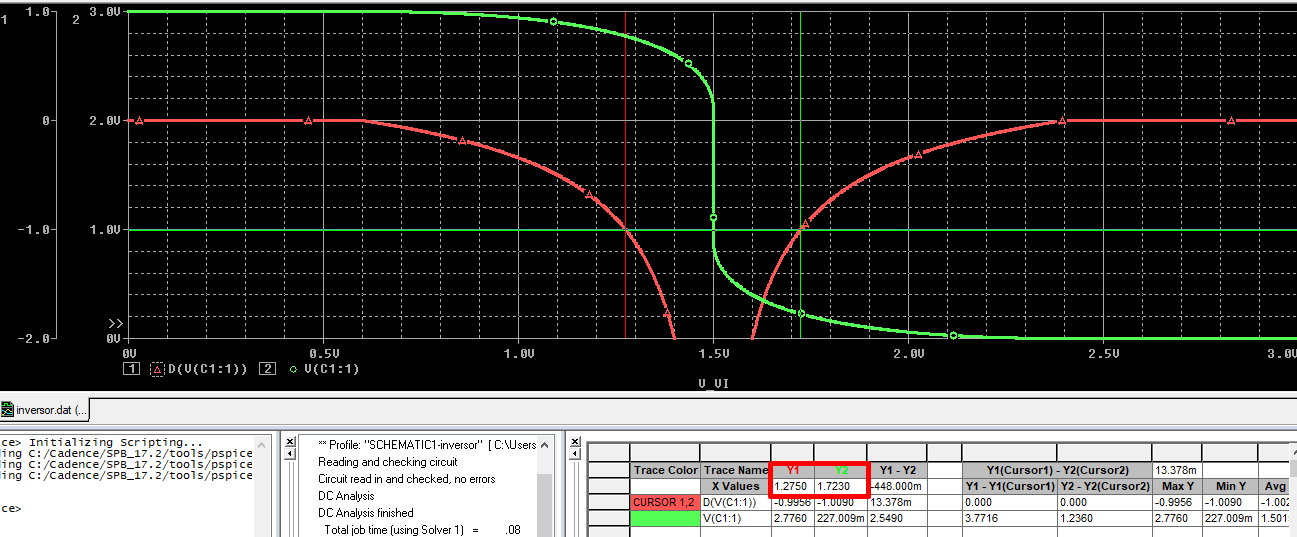 1 1.0 2 3.0V
0 2.0V
-1.0 1.0V
>>
-2.0 0V
0V 0.5V 1.0V 1.5V 2.0V 2.5V 3.0V
1 D(V(C1:1)) 2 V(C1:1)
V_VI
inversor.dat (...
ce> Initializing Scripting...
ding C:/Cadence/SPB_17.2/tools/pspice
ding C:/Cadence/SPB_17.2/tools/pspice
ding C:/Cadence/SPB_17.2/tools/pspice
ce>
** Profile: "SCHEMATIC1-inversor" [ C:\Users
Reading and checking circuit
Circuit read in and checked, no errors
DC Analysis
DC Analysis finished
Total job time (using Solver 1) = .08
Trace Color Trace Name Y1 Y2 Y1 - Y2 Y1(Cursor1) - Y2(Cursor2) 13.378m
X Values 1.2750 1.7230 -448.000m Y1 - Y1(Cursor1) Y2 - Y2(Cursor2) Max Y Min Y Avg
CURSOR 1,2 D(V(C1:1)) -0.9956 -1.0090 13.378m 0.000 0.000 -0.9956 -1.0090 -1.002
V(C1:1) 2.7760 227.009m 2.5490 3.7716 1.2360 2.7760 227.009m 1.501